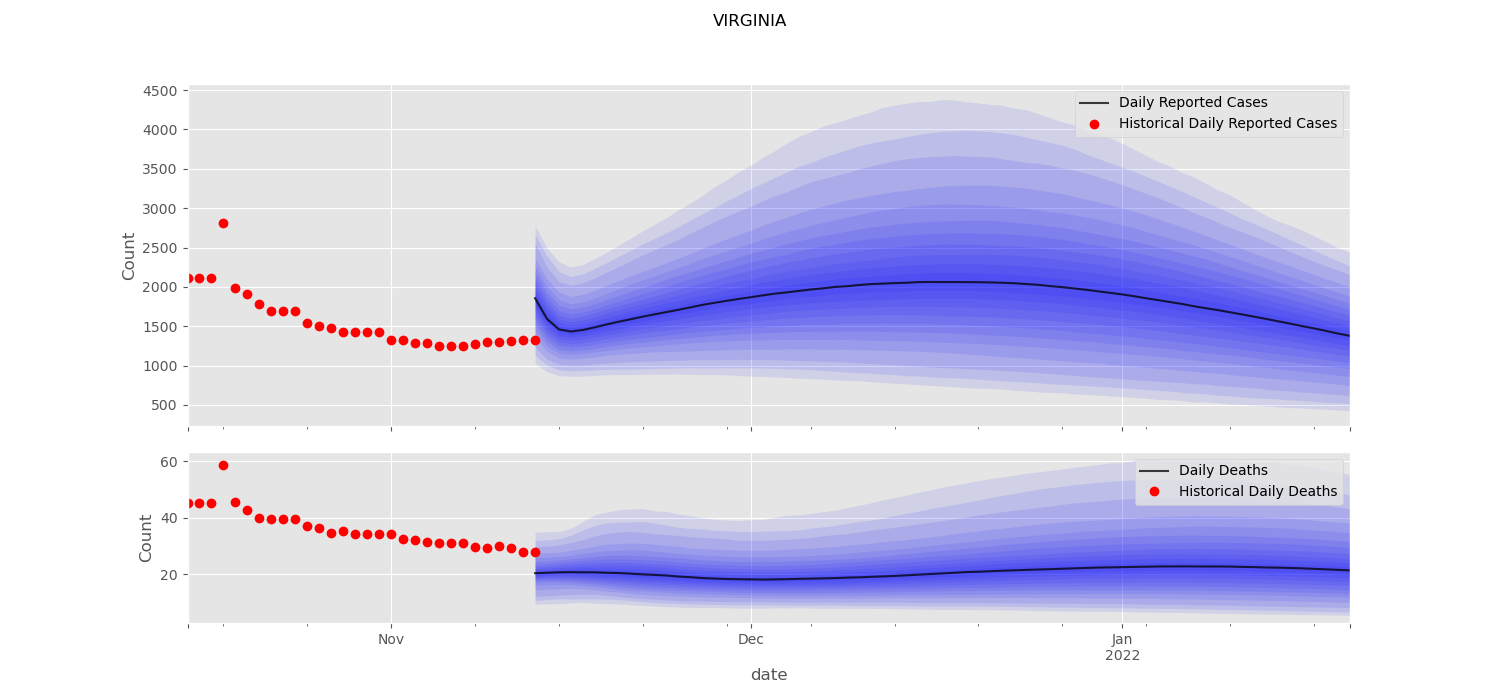 VIRGINIA
4500
4000
3500
3000
2500
2000
1500
1000
500
Count
Daily Reported Cases
Historical Daily Reported Cases
60
40
20
Count
Daily Deaths
Historical Daily Deaths
Nov
Dec
Jan
2022
date